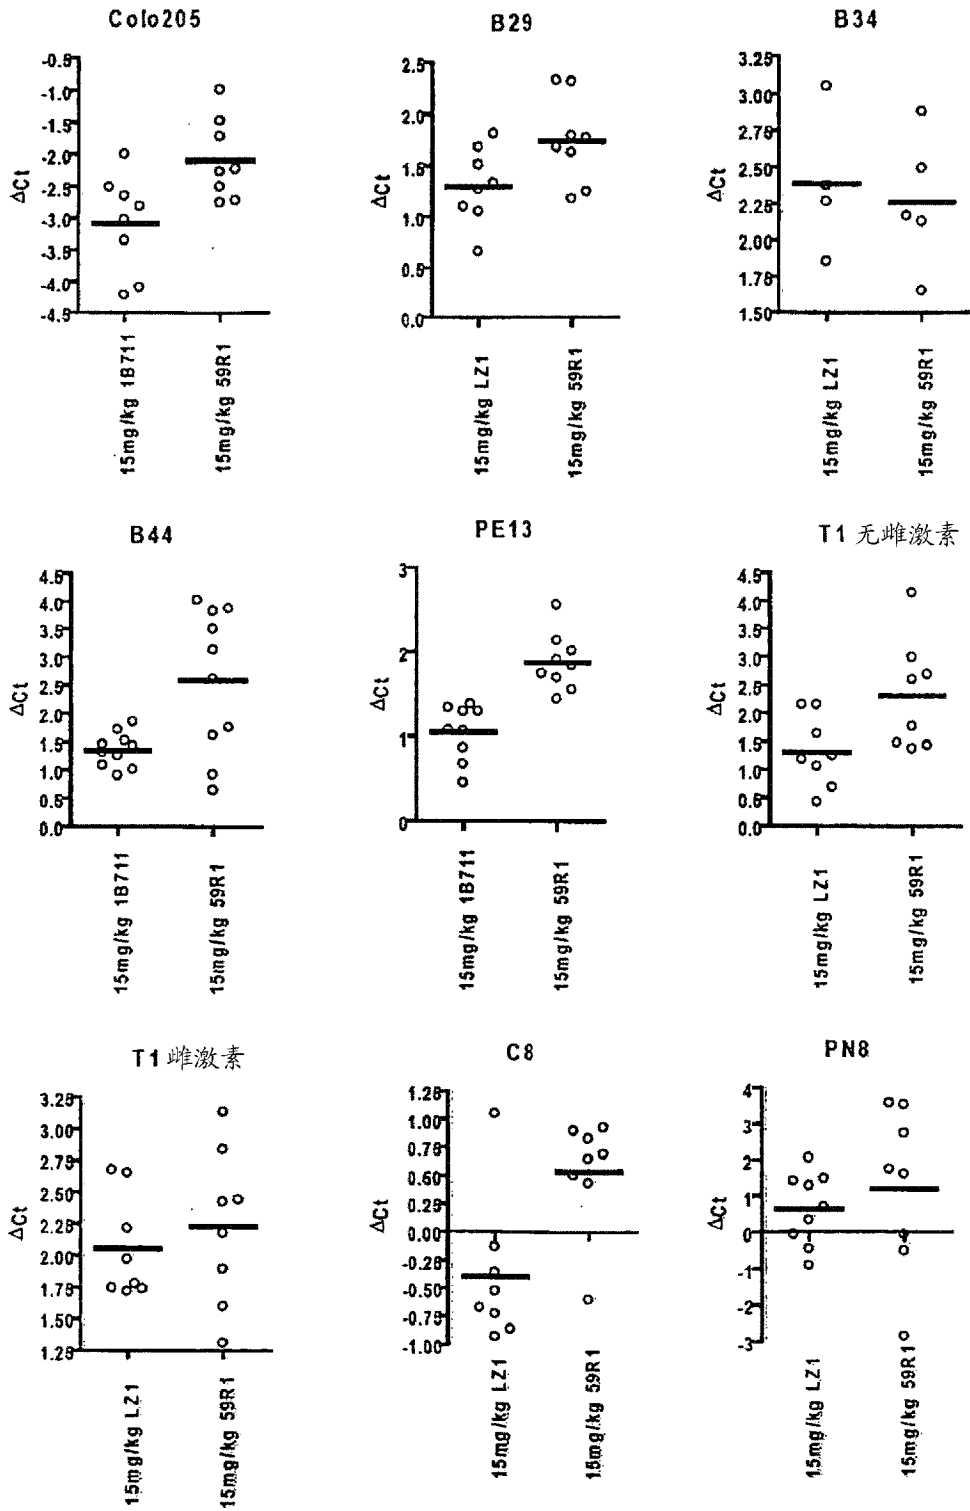 Colo205
B29
B34
-0.5
-1.0
-1.5
-2.0
-2.5
-3.0
-3.5
-4.0
-4.5
ΔCt
15mg/kg 1B711
15mg/kg 59R1
2.5
2.0
1.5
1.0
0.5
0.0
ΔCt
15mg/kg LZ1
15mg/kg 59R1
3.25
3.00
2.75
2.50
2.25
2.00
1.75
1.50
ΔCt
15mg/kg LZ1
15mg/kg 59R1
B44
PE13
T1 无雌激素
4.5
4.0
3.5
3.0
2.5
2.0
1.5
1.0
0.5
0.0
ΔCt
15mg/kg 1B711
15mg/kg 59R1
3
2
1
0
ΔCt
15mg/kg 1B711
15mg/kg 59R1
4.5
4.0
3.5
3.0
2.5
2.0
1.5
1.0
0.5
0.0
ΔCt
15mg/kg LZ1
15mg/kg 59R1
T1 雌激素
C8
PN8
3.25
3.00
2.75
2.50
2.25
2.00
1.75
1.50
1.25
ΔCt
15mg/kg LZ1
15mg/kg 59R1
1.25
1.00
0.75
0.50
0.25
0.00
-0.25
-0.50
-0.75
-1.00
ΔCt
15mg/kg LZ1
15mg/kg 59R1
4
3
2
1
0
-1
-2
-3
ΔCt
15mg/kg LZ1
15mg/kg 59R1